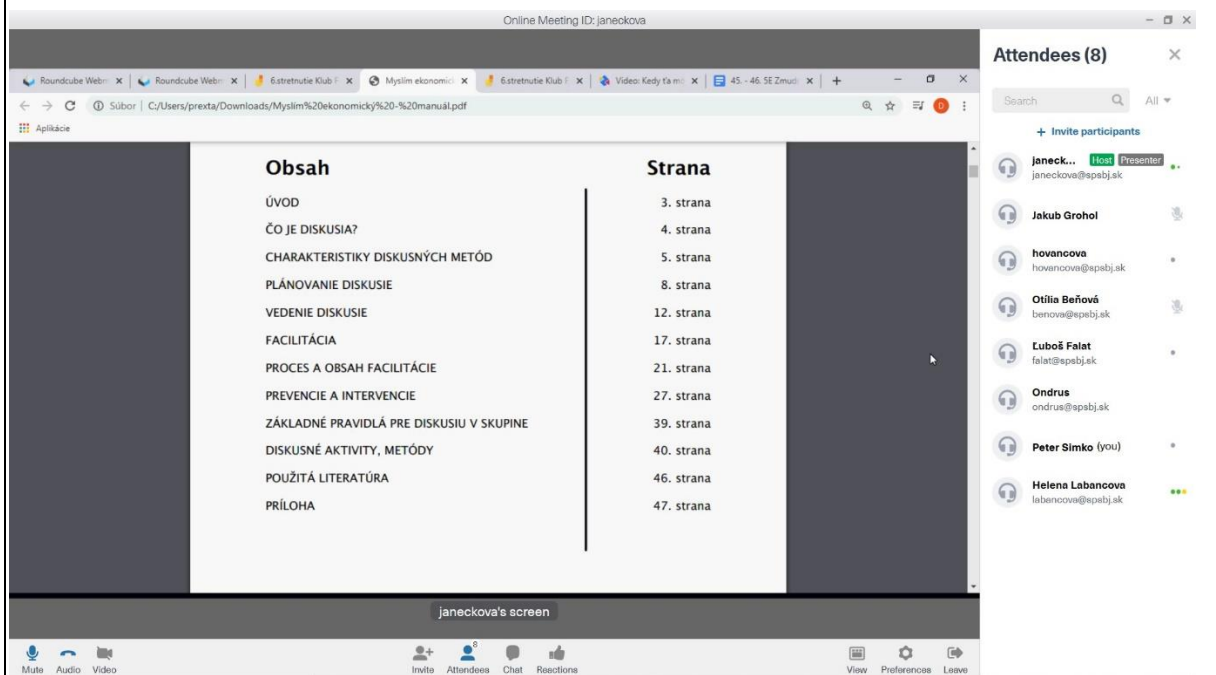 Online Meeting ID: janeckova
Roundcube Webm
Roundcube Webm
6.stretnutie Klub F
Myslím ekonomic
6.stretnutie Klub F
Video: Kedy ťa m
45. - 46. 5E Zmud
Súbor | C:/Users/prexta/Downloads/Myslím%20ekonomický%20-%20manuál.pdf
D
Aplikácie
Obsah Strana
ÚVOD 3. strana
ČO JE DISKUSIA? 4. strana
CHARAKTERISTIKY DISKUSNÝCH METÓD 5. strana
PLÁNOVANIE DISKUSIE 8. strana
VEDENIE DISKUSIE 12. strana
FACILITÁCIA 17. strana
PROCES A OBSAH FACILITÁCIE 21. strana
PREVENCIE A INTERVENCIE 27. strana
ZÁKLADNÉ PRAVIDLÁ PRE DISKUSIU V SKUPINE 39. strana
DISKUSNÉ AKTIVITY, METÓDY 40. strana
POUŽITÁ LITERATÚRA 46. strana
PRÍLOHA 47. strana
janeckova's screen
Mute Audio Video
Invite Attendees 8 Chat Reactions
View Preferences Leave
Attendees (8)
Search All
+ Invite participants
janeck... Host Presenter
janeckova@spsbj.sk
Jakub Grohol
hovancova
hovancova@spsbj.sk
Otília Beňová
benova@spsbj.sk
Ľuboš Falat
falat@spsbj.sk
Ondrus
ondrus@spsbj.sk
Peter Simko (you)
Helena Labancova
labancova@spsbj.sk